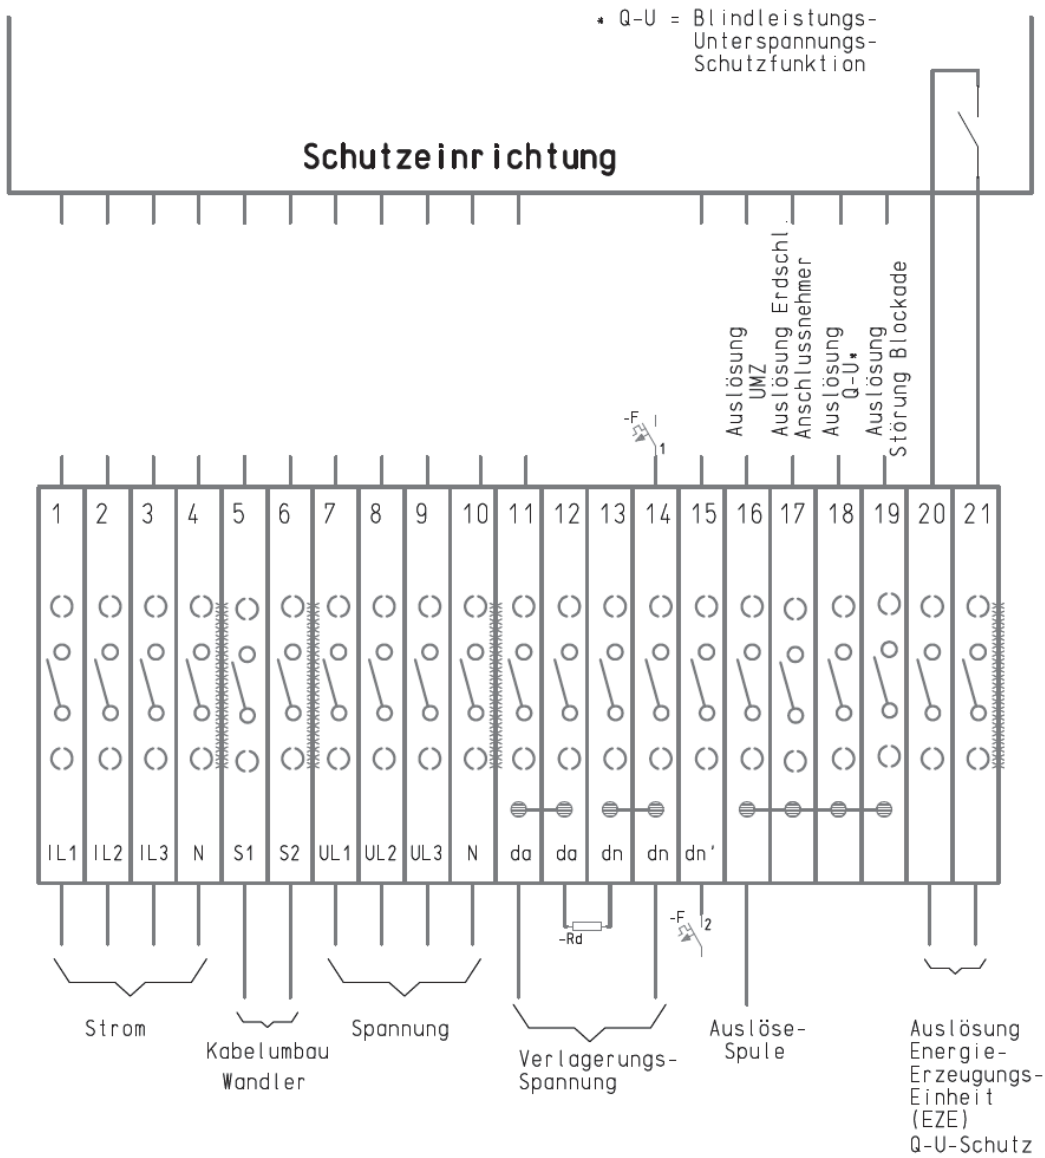 * Q-U = Blindleistungs-
Unterspannungs-
Schutzfunktion
Schutzeinrichtung
Auslösung
UMZ
Auslösung Erdschl.
Anschlussnehmer
Auslösung
Q-U*
Auslösung
Störung Blockade
-F
1
1 2 3 4 5 6 7 8 9 10 11 12 13 14 15 16 17 18 19 20 21
IL1 IL2 IL3 N S1 S2 UL1 UL2 UL3 N da da dn dn dn'
-Rd
-F
2
Strom
Kabelumbau
Wandler
Spannung
Verlagerungs-
Spannung
Auslöse-
Spule
Auslösung
Energie-
Erzeugungs-
Einheit
(EZE)
Q-U-Schutz